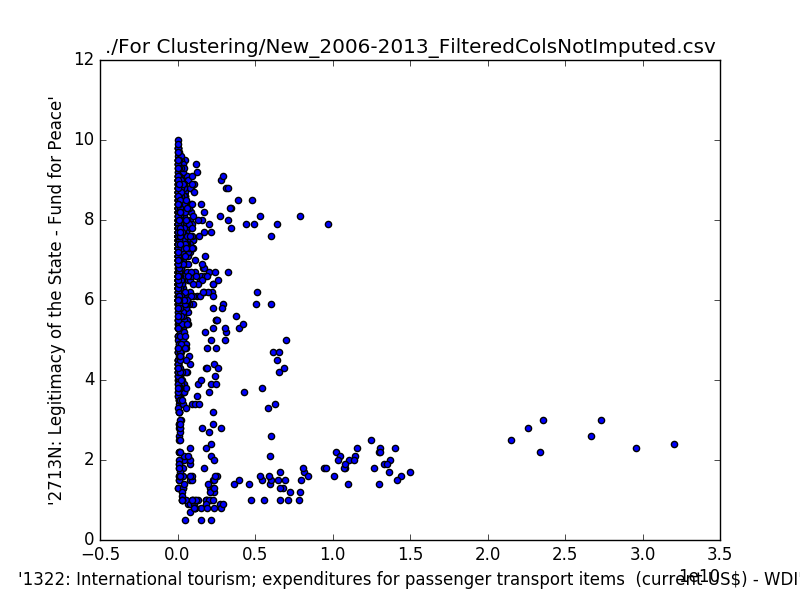 ./For Clustering/New_2006-2013_FilteredColsNotImputed.csv
12
10
8
6
4
2
0
'2713N: Legitimacy of the State - Fund for Peace'
−0.5 0.0 0.5 1.0 1.5 2.0 2.5 3.0 3.5
1e10
'1322: International tourism; expenditures for passenger transport items (current US$) - WDI'